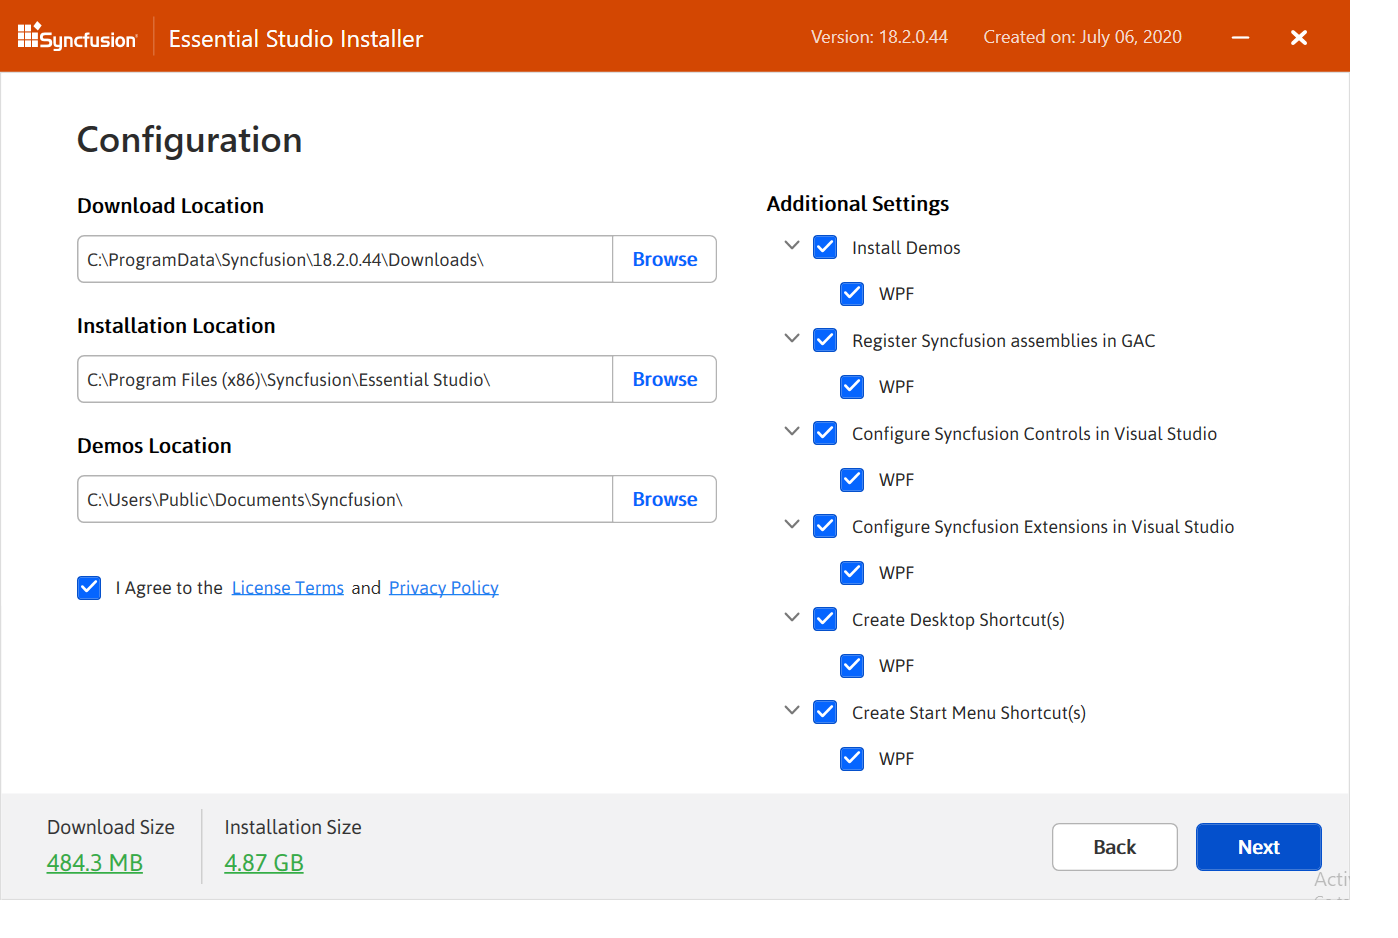 Syncfusion
Essential Studio Installer
Version: 18.2.0.44
Created on: July 06, 2020
Configuration
Download Location
C:\ProgramData\Syncfusion\18.2.0.44\Downloads\
Browse
Installation Location
C:\Program Files (x86)\Syncfusion\Essential Studio\
Browse
Demos Location
C:\Users\Public\Documents\Syncfusion\
Browse
I Agree to the License Terms and Privacy Policy
Additional Settings
Install Demos
WPF
Register Syncfusion assemblies in GAC
WPF
Configure Syncfusion Controls in Visual Studio
WPF
Configure Syncfusion Extensions in Visual Studio
WPF
Create Desktop Shortcut(s)
WPF
Create Start Menu Shortcut(s)
WPF
Download Size
484.3 MB
Installation Size
4.87 GB
Back
Next